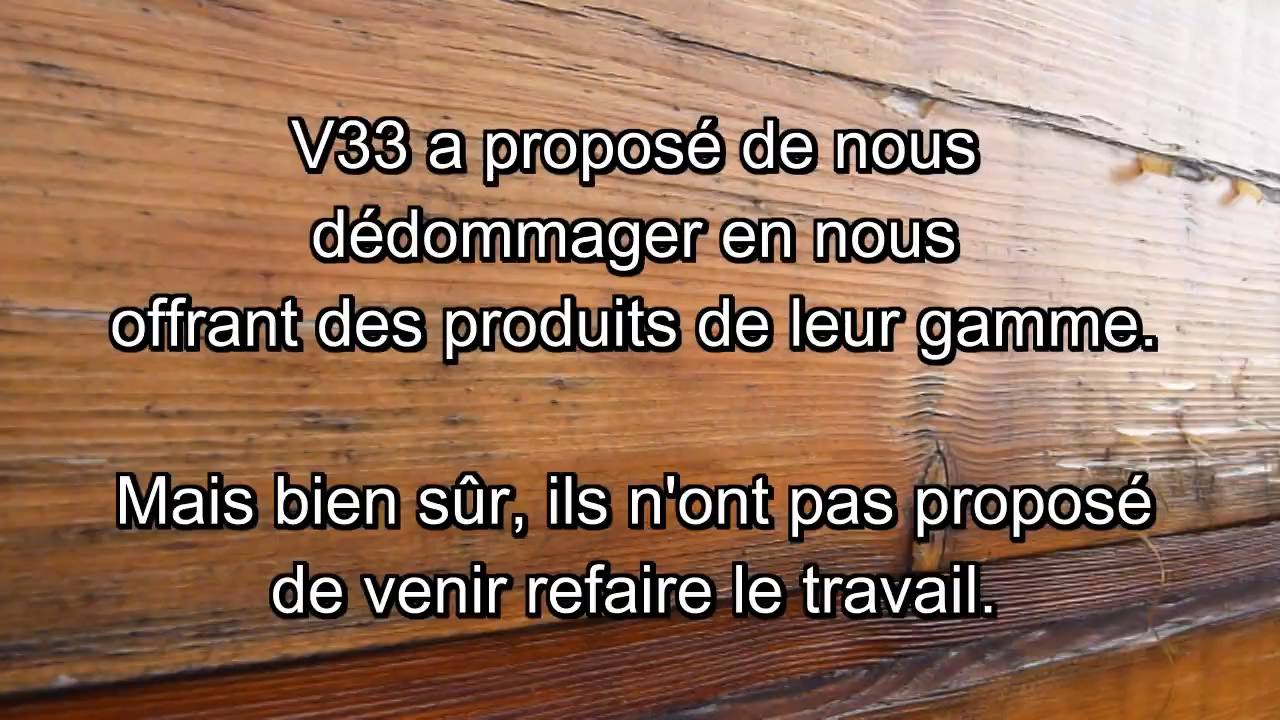 V33 a proposé de nous
dédommager en nous
offrant des produits de leur gamme.
Mais bien sûr, ils n'ont pas proposé
de venir refaire le travail.